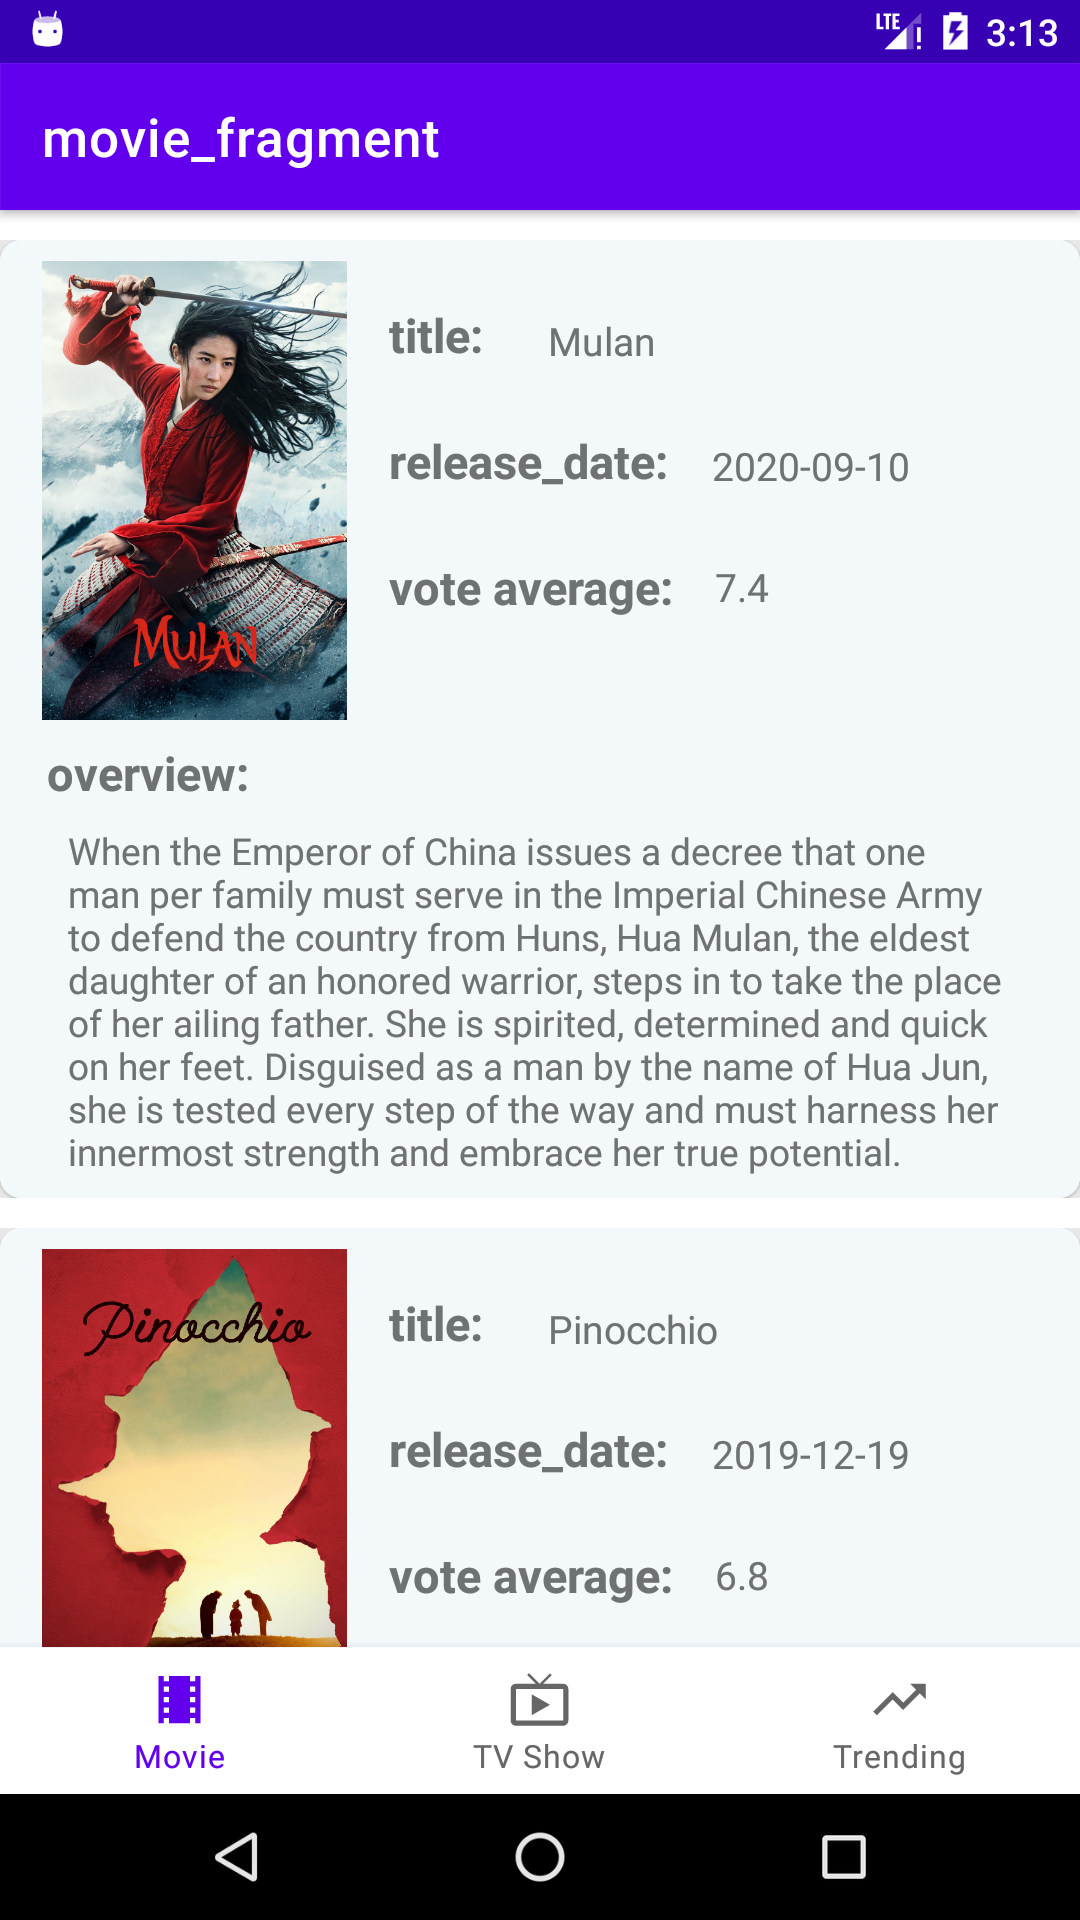 LTE 3:13
movie_fragment
title: Mulan
release_date: 2020-09-10
vote average: 7.4
MULAN
overview:
When the Emperor of China issues a decree that one
man per family must serve in the Imperial Chinese Army
to defend the country from Huns, Hua Mulan, the eldest
daughter of an honored warrior, steps in to take the place
of her ailing father. She is spirited, determined and quick
on her feet. Disguised as a man by the name of Hua Jun,
she is tested every step of the way and must harness her
innermost strength and embrace her true potential.
Pinocchio
title: Pinocchio
release_date: 2019-12-19
vote average: 6.8
Movie TV Show Trending